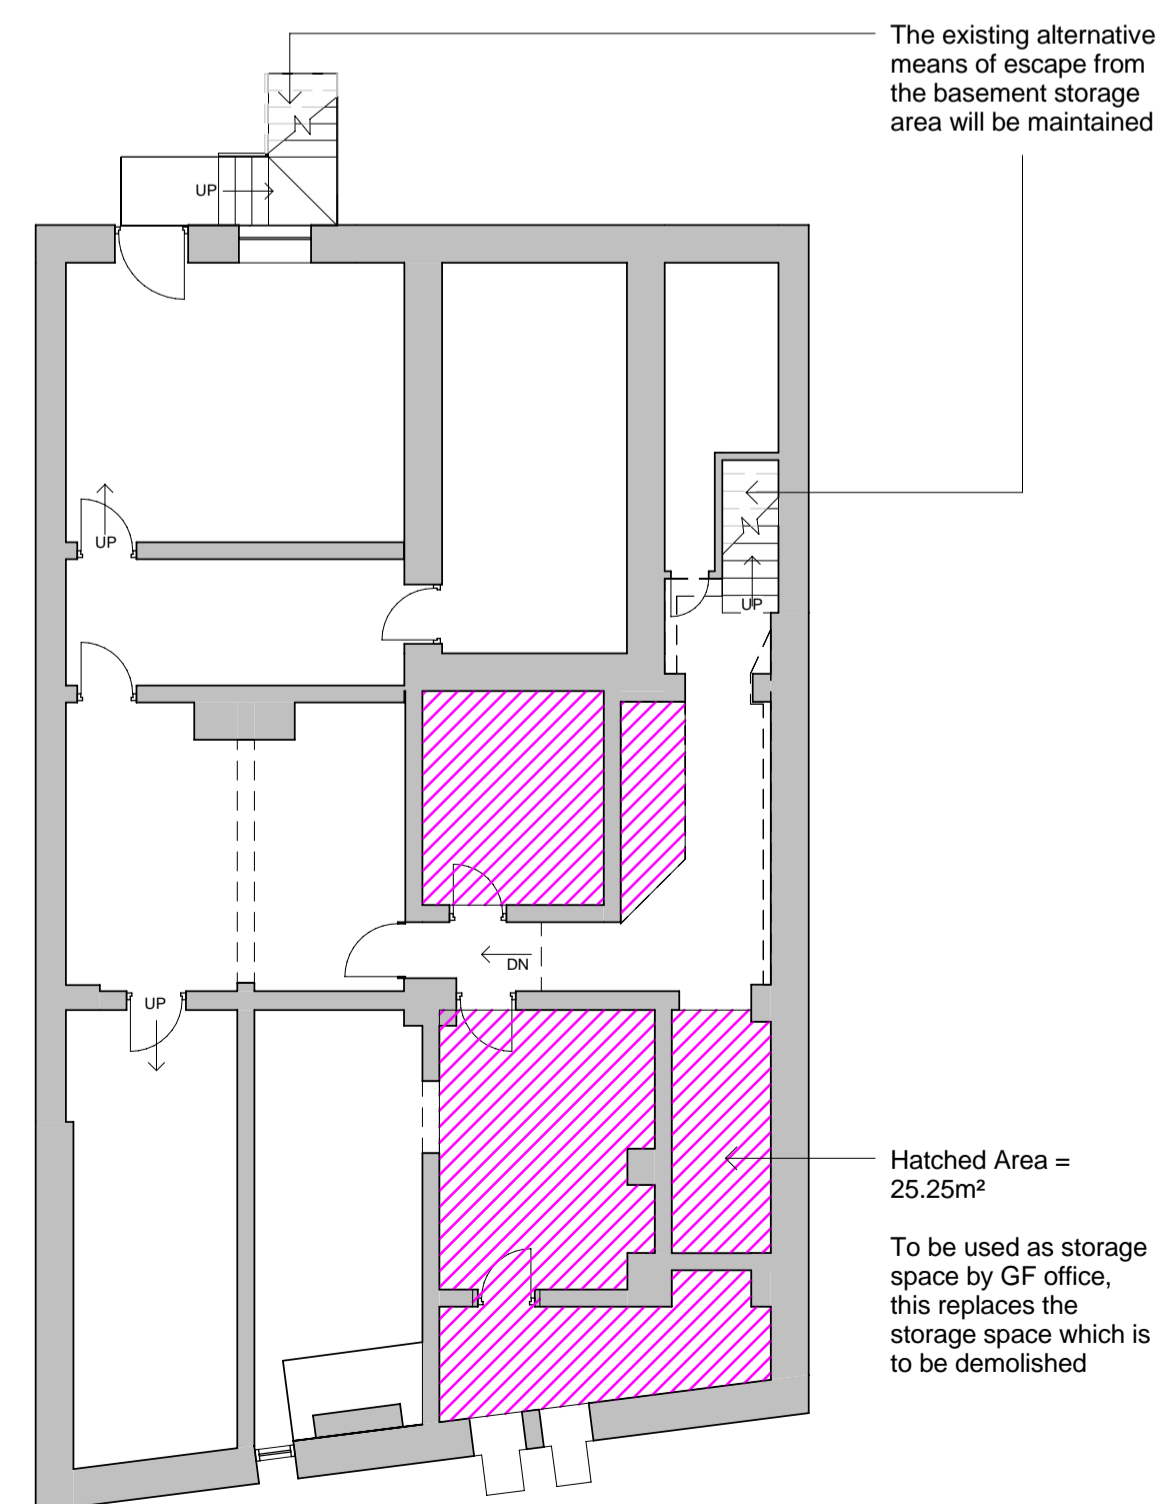 The existing alternative
means of escape from
the basement storage
area will be maintained
UP
UP
UP
DN
UP
Hatched Area =
25.25m²
To be used as storage
space by GF office,
this replaces the
storage space which is
to be demolished